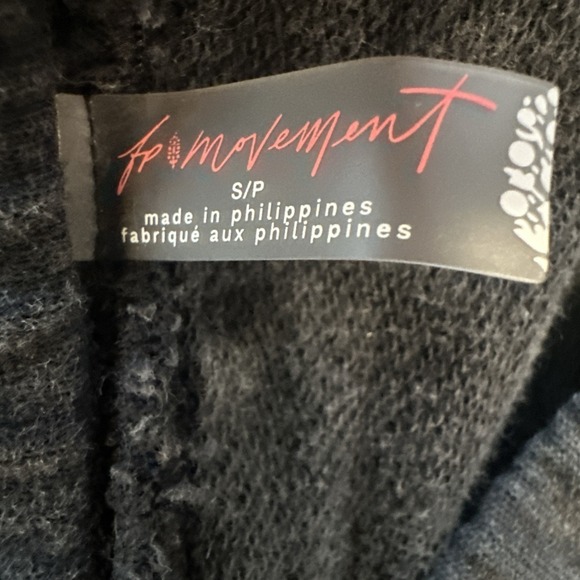 fp movement
S/P
made in philippines
fabriqué aux philippines